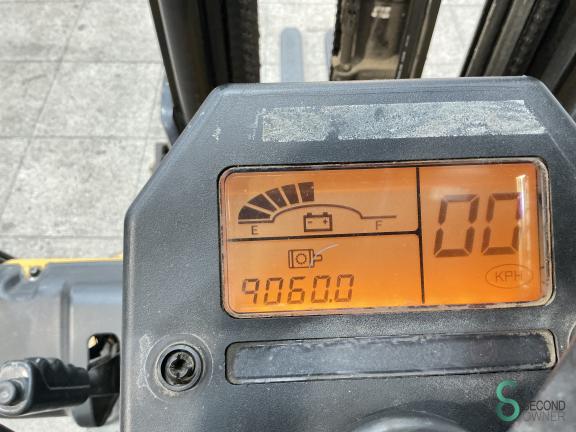 E F
00
KPH
9060.0
SECOND
OWNER